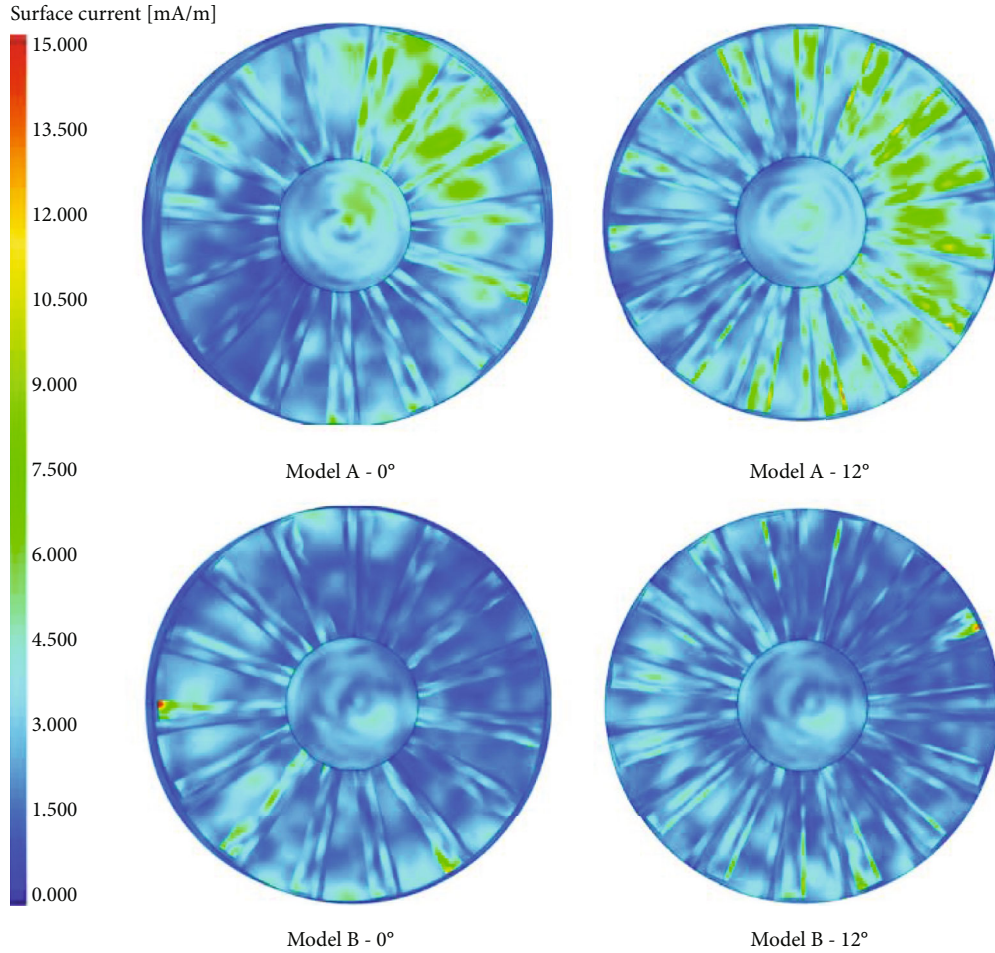 Surface current [mA/m]
15.000
13.500
12.000
10.500
9.000
7.500
6.000
4.500
3.000
1.500
0.000
Model A - 0°
Model A - 12°
Model B - 0°
Model B - 12°